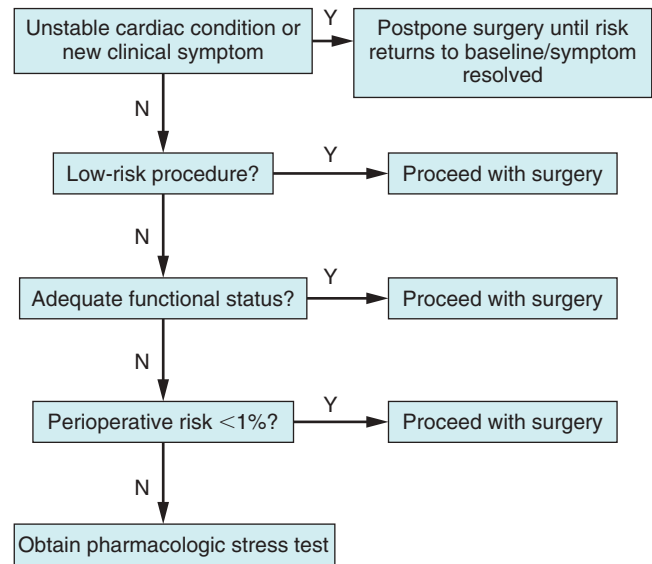 Unstable cardiac condition or
new clinical symptom
Y
Postpone surgery until risk
returns to baseline/symptom
resolved
N
Low-risk procedure?
Y
Proceed with surgery
N
Adequate functional status?
Y
Proceed with surgery
N
Perioperative risk <1%?
Y
Proceed with surgery
N
Obtain pharmacologic stress test